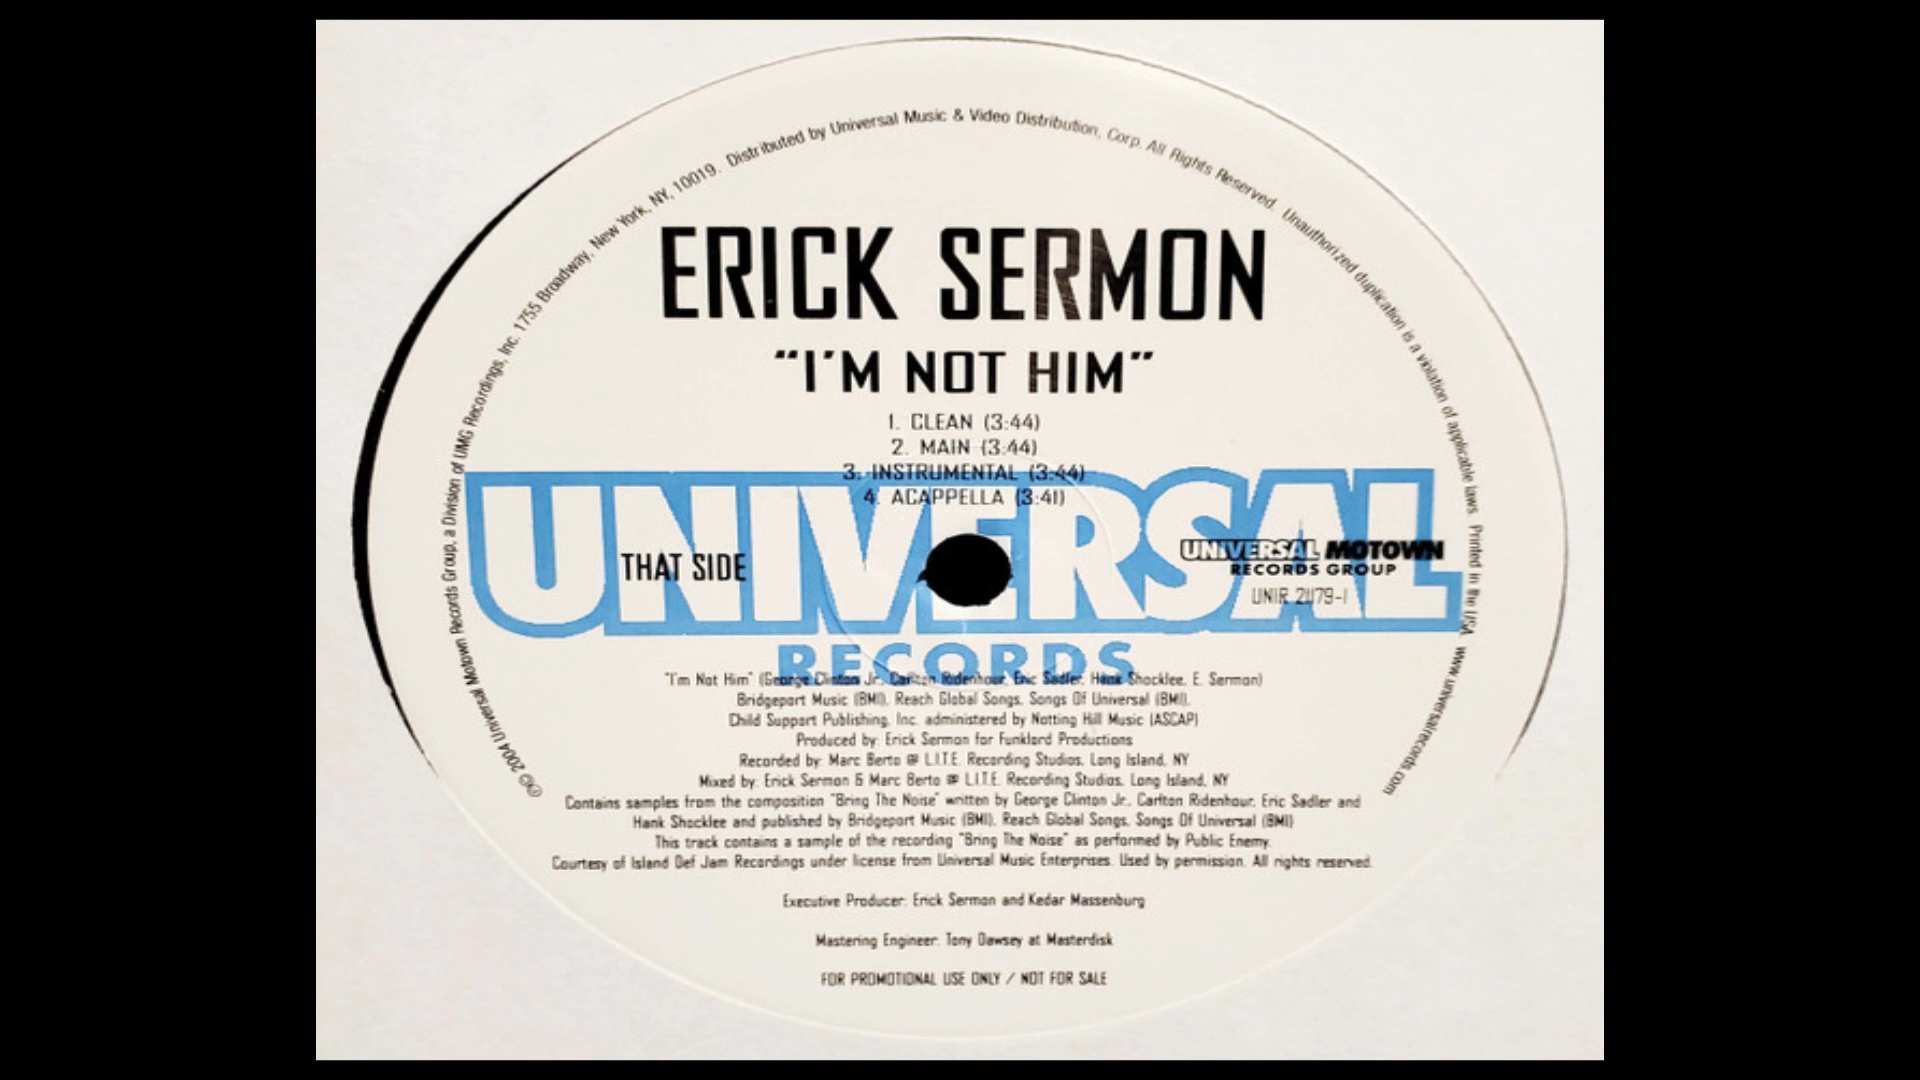 ℗© 2004 Universal Motown Records Group, a Division of UMG Recordings, Inc. 1755 Broadway, New York, NY, 10019. Distributed by Universal Music & Video Distribution, Corp. All Rights Reserved. Unauthorized duplication is a violation of applicable laws. Printed in the USA www.universalrecords.com
ERICK SERMON
"I'M NOT HIM"
1. CLEAN (3:44)
2. MAIN (3:44)
3. INSTRUMENTAL (3:44)
4. ACAPPELLA (3:41)
UNIVERSAL
RECORDS
THAT SIDE
UNIVERSAL MOTOWN
RECORDS GROUP
UNIR 21179-1
"I'm Not Him" (George Clinton Jr., Carlton Ridenhour, Eric Sadler, Hank Shocklee, E. Sermon)
Bridgeport Music (BMI), Reach Global Songs, Songs Of Universal (BMI),
Child Support Publishing, Inc. administered by Notting Hill Music (ASCAP)
Produced by: Erick Sermon for Funklord Productions
Recorded by: Marc Berto @ L.I.T.E. Recording Studios, Long Island, NY
Mixed by: Erick Sermon & Marc Berto @ L.I.T.E. Recording Studios, Long Island, NY
Contains samples from the composition "Bring The Noise" written by George Clinton Jr., Carlton Ridenhour, Eric Sadler and
Hank Shocklee and published by Bridgeport Music (BMI), Reach Global Songs, Songs Of Universal (BMI)
This track contains a sample of the recording "Bring The Noise" as performed by Public Enemy.
Courtesy of Island Def Jam Recordings under license from Universal Music Enterprises. Used by permission. All rights reserved.
Executive Producer: Erick Sermon and Kedar Massenburg
Mastering Engineer: Tony Dawsey at Masterdisk
FOR PROMOTIONAL USE ONLY / NOT FOR SALE